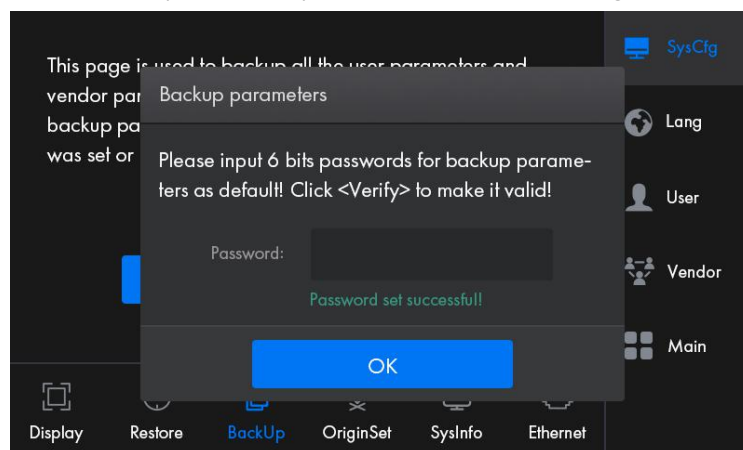 This page is used to backup all the user parameters and
vendor par
backup pa
was set or
Backup parameters
Please input 6 bits passwords for backup parame-
ters as default! Click <Verify> to make it valid!
Password:
Password set successful!
OK
SysCfg
Lang
User
Vendor
Main
Display
Restore
BackUp
OriginSet
SysInfo
Ethernet